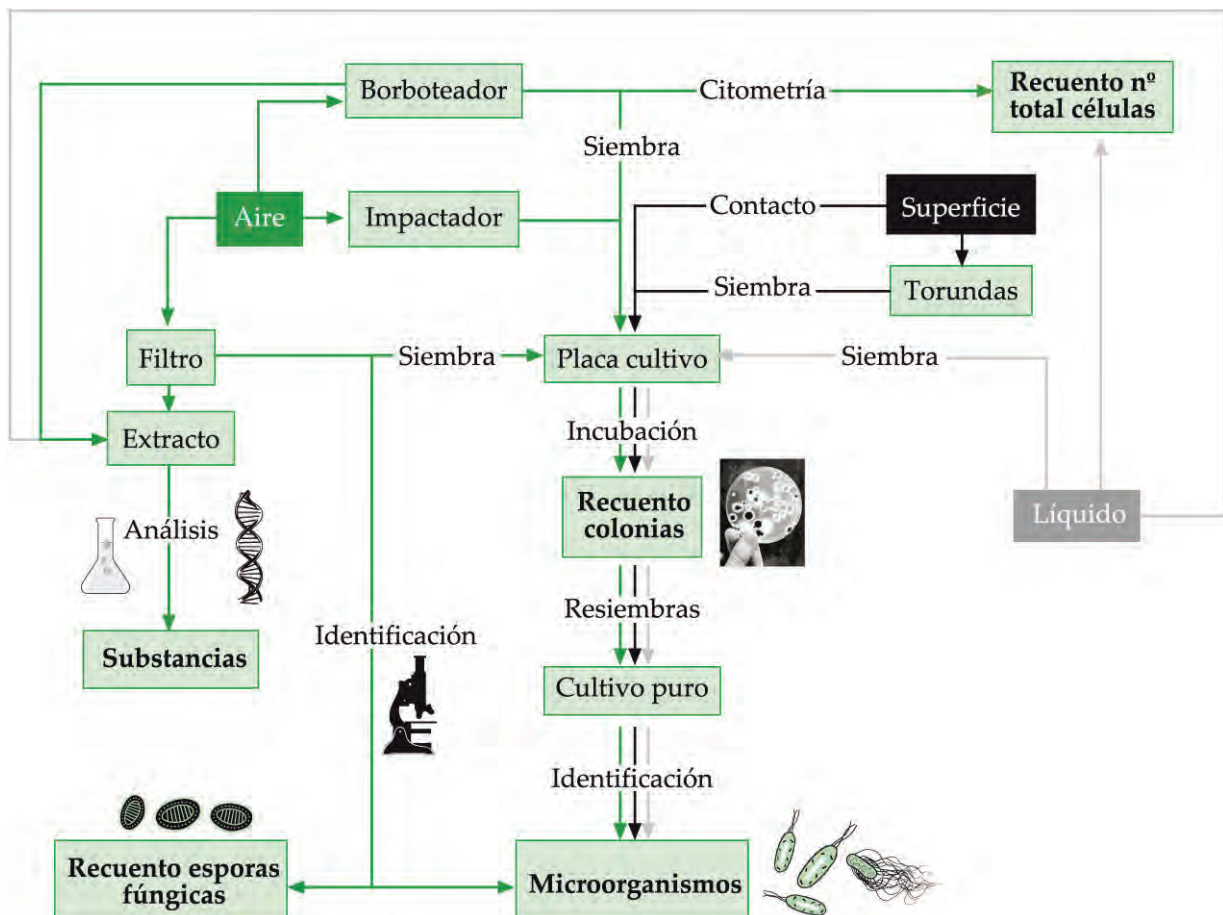 Borboteador
Citometría
Recuento nº
total células
Siembra
Aire
Impactador
Contacto
Superficie
Siembra
Torundas
Filtro
Siembra
Placa cultivo
Siembra
Extracto
Incubación
Recuento
colonias
Líquido
Análisis
Resiembras
Identificación
Substancias
Cultivo puro
Identificación
Recuento esporas
fúngicas
Microorganismos